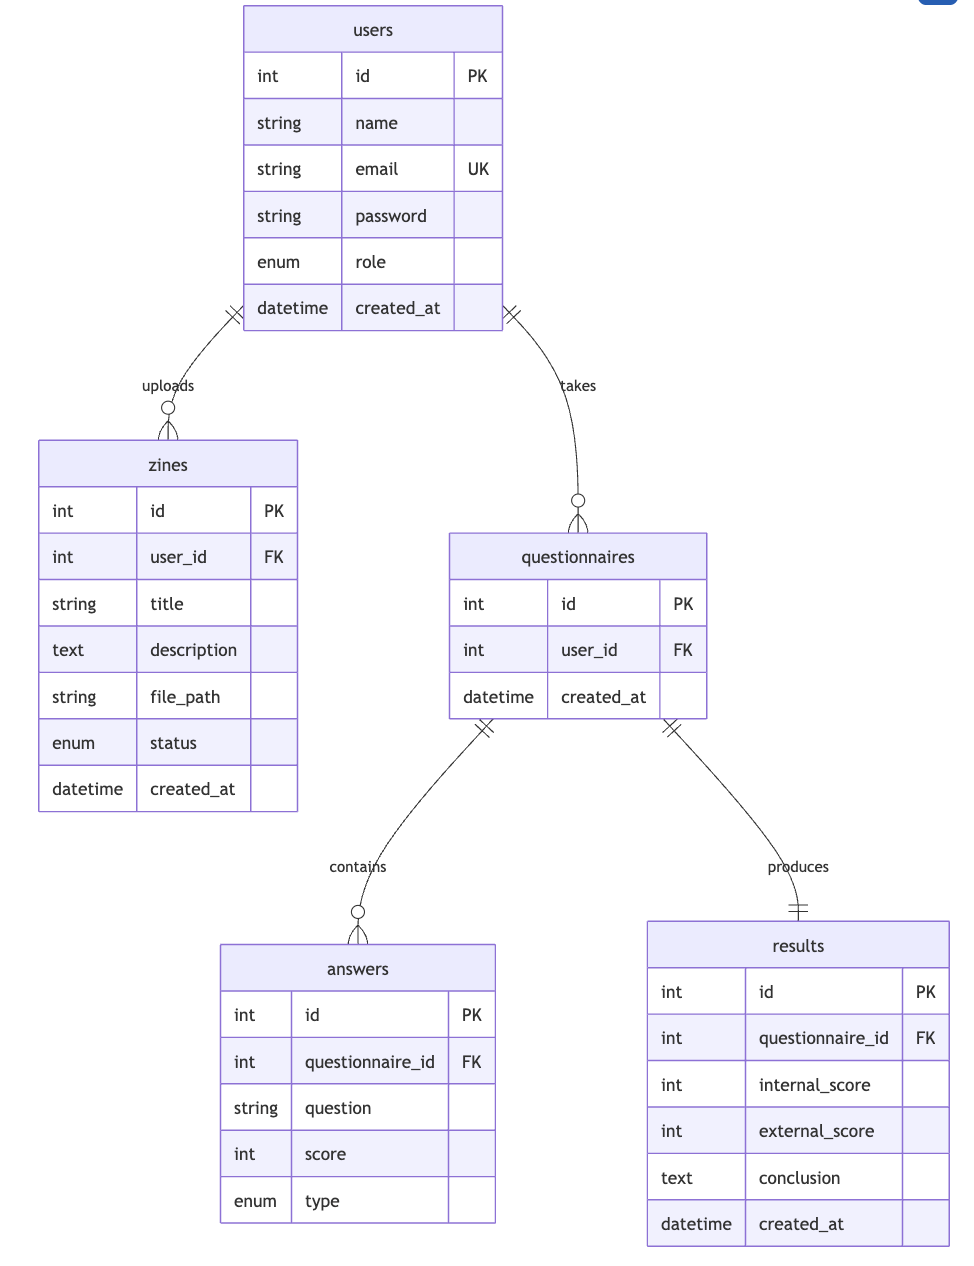 users
int id PK
string name
string email UK
string password
enum role
datetime created_at
uploads
takes
zines
int id PK
int user_id FK
string title
text description
string file_path
enum status
datetime created_at
questionnaires
int id PK
int user_id FK
datetime created_at
contains
produces
answers
int id PK
int questionnaire_id FK
string question
int score
enum type
results
int id PK
int questionnaire_id FK
int internal_score
int external_score
text conclusion
datetime created_at